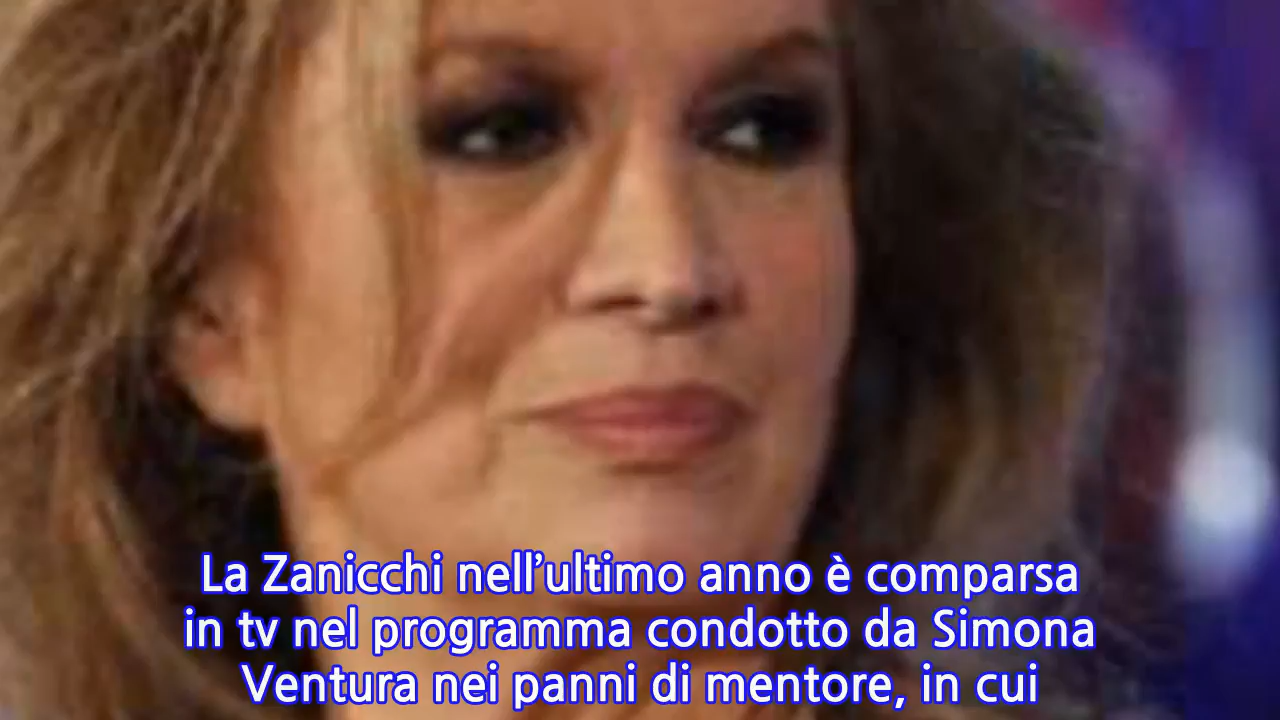 La Zanicchi nell’ultimo anno è comparsa
in tv nel programma condotto da Simona
Ventura nei panni di mentore, in cui